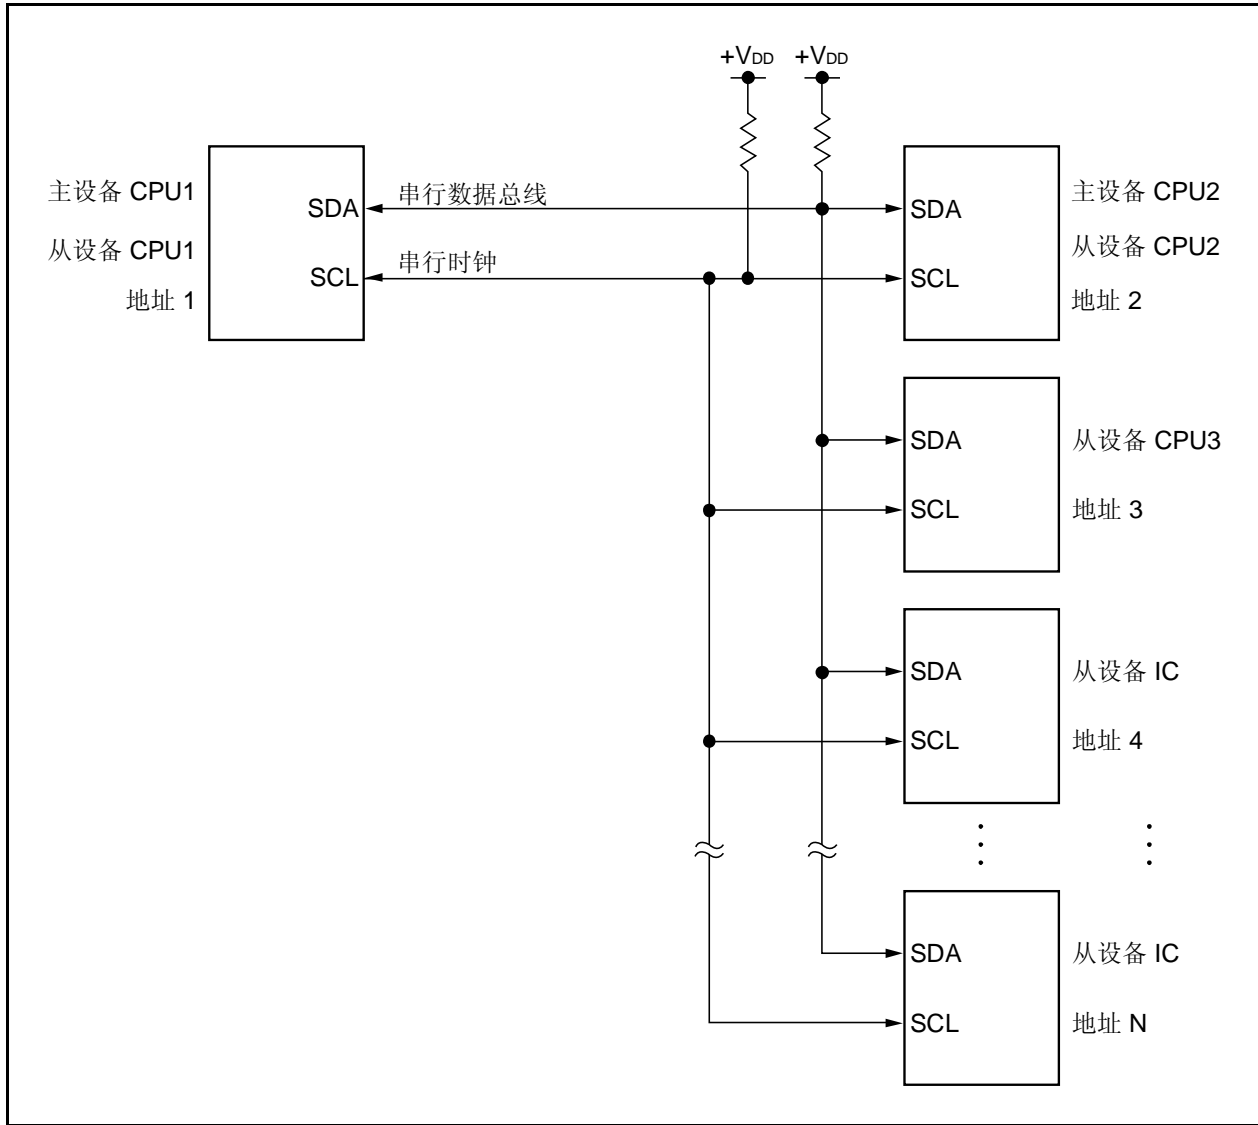 +VDD +VDD
主设备 CPU1
从设备 CPU1
地址 1
SDA
SCL
串行数据总线
串行时钟
SDA
SCL
主设备 CPU2
从设备 CPU2
地址 2
SDA
SCL
从设备 CPU3
地址 3
SDA
SCL
从设备 IC
地址 4
SDA
SCL
从设备 IC
地址 N